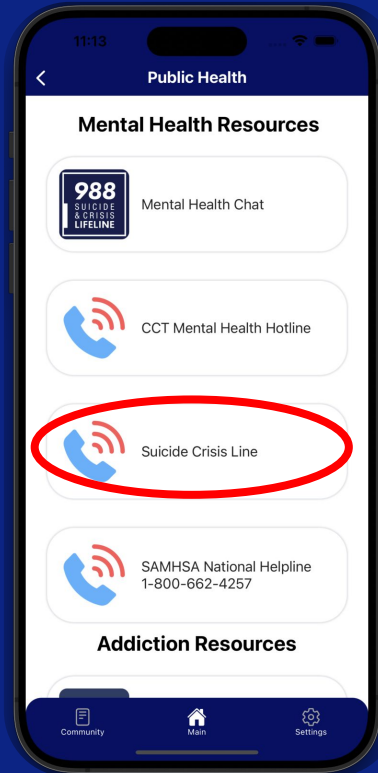 11:13
Public Health
Mental Health Resources
988
SUICIDE
& CRISIS
LIFELINE
Mental Health Chat
CCT Mental Health Hotline
Suicide Crisis Line
SAMHSA National Helpline
1-800-662-4257
Addiction Resources
Community
Main
Settings